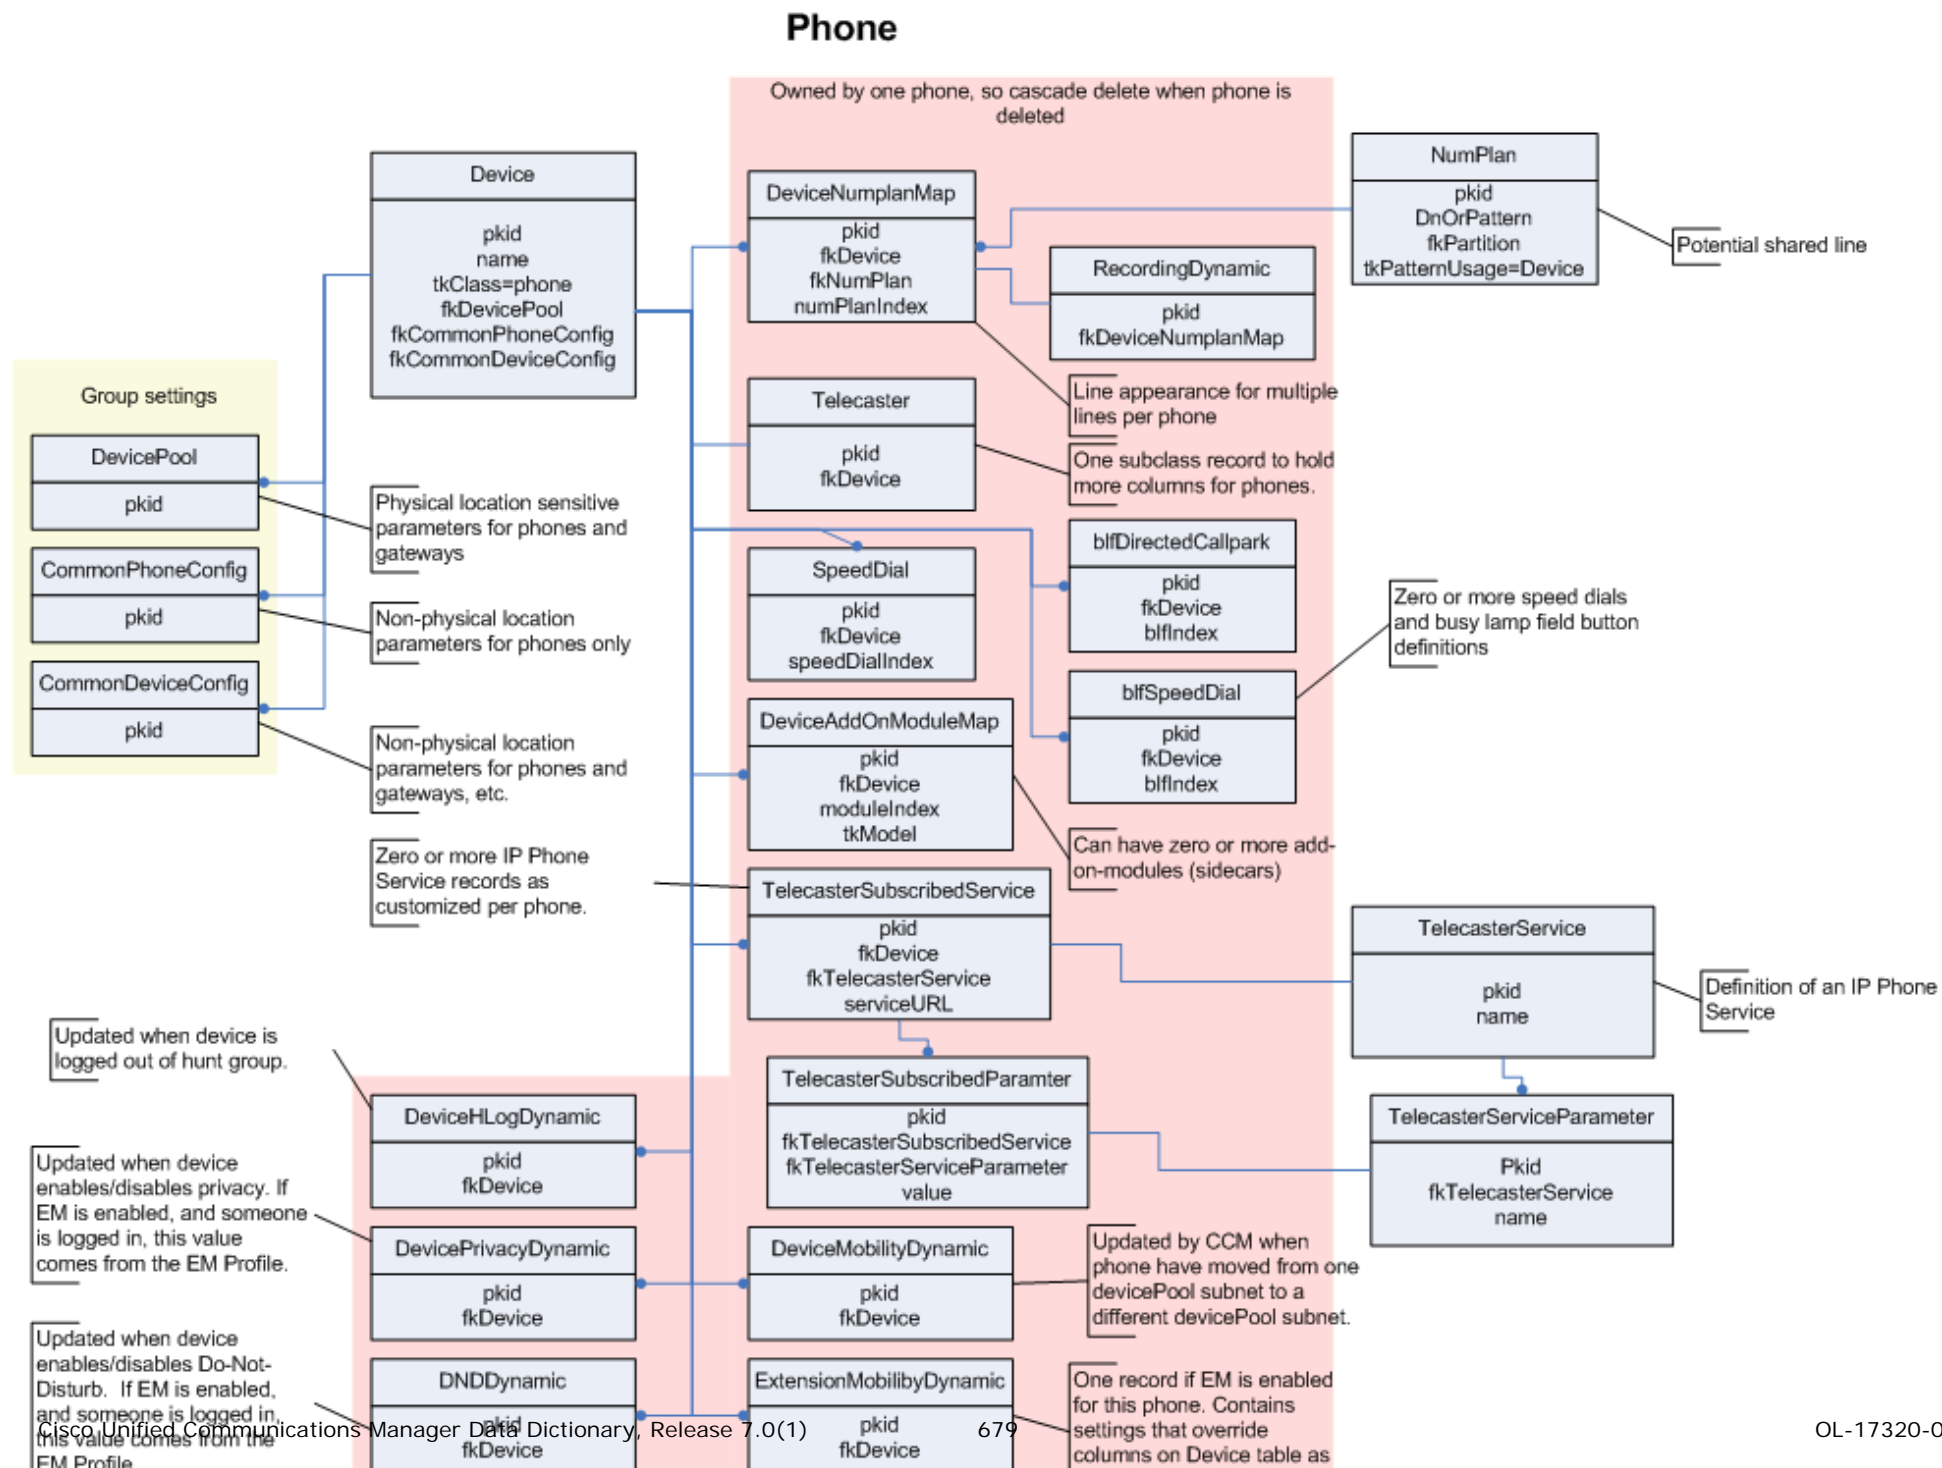 Phone
Owned by one phone, so cascade delete when phone is
deleted
Device
pkid
name
tkClass=phone
fkDevicePool
fkCommonPhoneConfig
fkCommonDeviceConfig
DeviceNumplanMap
pkid
fkDevice
fkNumPlan
numPlanIndex
NumPlan
pkid
DnOrPattern
fkPartition
tkPatternUsage=Device
Potential shared line
RecordingDynamic
pkid
fkDeviceNumplanMap
Line appearance for multiple
lines per phone
Group settings
DevicePool
pkid
CommonPhoneConfig
pkid
CommonDeviceConfig
pkid
Physical location sensitive
parameters for phones and
gateways
Non-physical location
parameters for phones only
Non-physical location
parameters for phones and
gateways, etc.
Zero or more IP Phone
Service records as
customized per phone.
Telecaster
pkid
fkDevice
One subclass record to hold
more columns for phones.
SpeedDial
pkid
fkDevice
speedDialIndex
blfDirectedCallpark
pkid
fkDevice
blfIndex
blfSpeedDial
pkid
fkDevice
blfIndex
Zero or more speed dials
and busy lamp field button
definitions
DeviceAddOnModuleMap
pkid
fkDevice
moduleIndex
tkModel
Can have zero or more add-
on-modules (sidecars)
TelecasterSubscribedService
pkid
fkDevice
fkTelecasterService
serviceURL
TelecasterService
pkid
name
Definition of an IP Phone
Service
TelecasterSubscribedParamter
pkid
fkTelecasterSubscribedService
fkTelecasterServiceParameter
value
TelecasterServiceParameter
Pkid
fkTelecasterService
name
Updated when device is
logged out of hunt group.
DeviceHLogDynamic
pkid
fkDevice
Updated when device
enables/disables privacy. If
EM is enabled, and someone
is logged in, this value
comes from the EM Profile.
DevicePrivacyDynamic
pkid
fkDevice
DeviceMobilityDynamic
pkid
fkDevice
Updated by CCM when
phone have moved from one
devicePool subnet to a
different devicePool subnet.
Updated when device
enables/disables Do-Not-
Disturb. If EM is enabled,
and someone is logged in,
this value comes from the
EM Profile
DNDDynamic
pkid
fkDevice
ExtensionMobilibyDynamic
pkid
fkDevice
One record if EM is enabled
for this phone. Contains
settings that override
columns on Device table as
Cisco Unified Communications Manager Data Dictionary, Release 7.0(1)
679
OL-17320-0